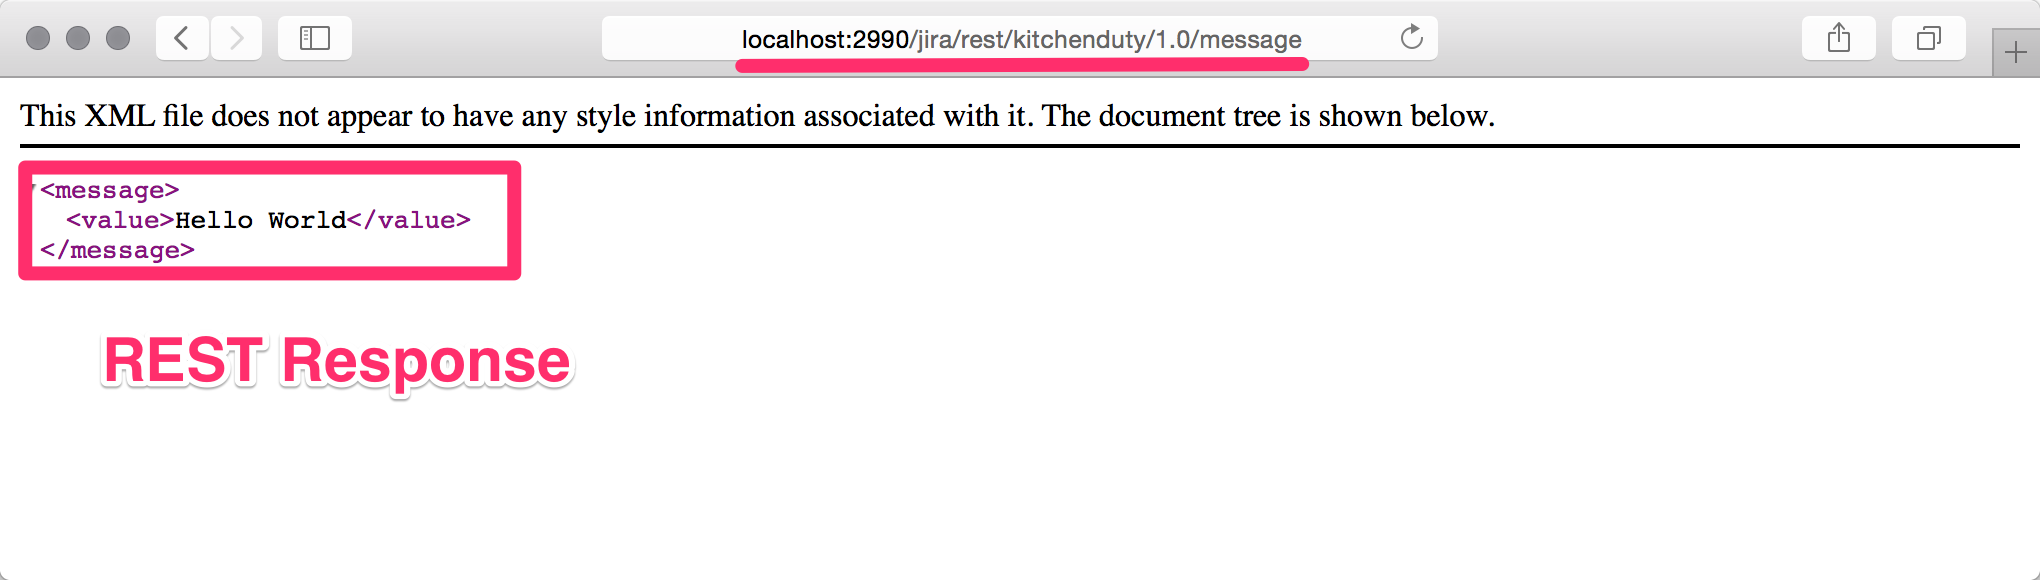 localhost:2990/jira/rest/kitchenduty/1.0/message
This XML file does not appear to have any style information associated with it. The document tree is shown below.
<message>
<value>Hello World</value>
</message>
REST Response